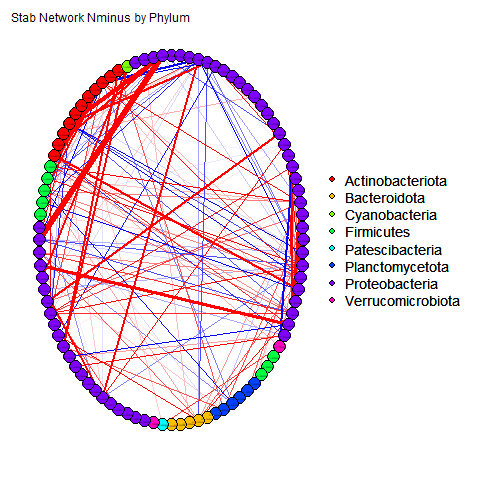 Stab Network Nminus by Phylum
Actinobacteriota
Bacteroidota
Cyanobacteria
Firmicutes
Patescibacteria
Planctomycetota
Proteobacteria
Verrucomicrobiota